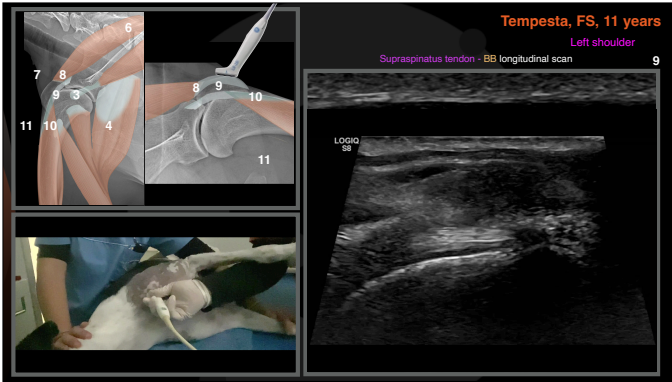 Tempesta, FS, 11 years
Left shoulder
Supraspinatus tendon - BB longitudinal scan
9
6
7
8
9
3
11
10
4
8
9
10
11
LOGIQ
S8